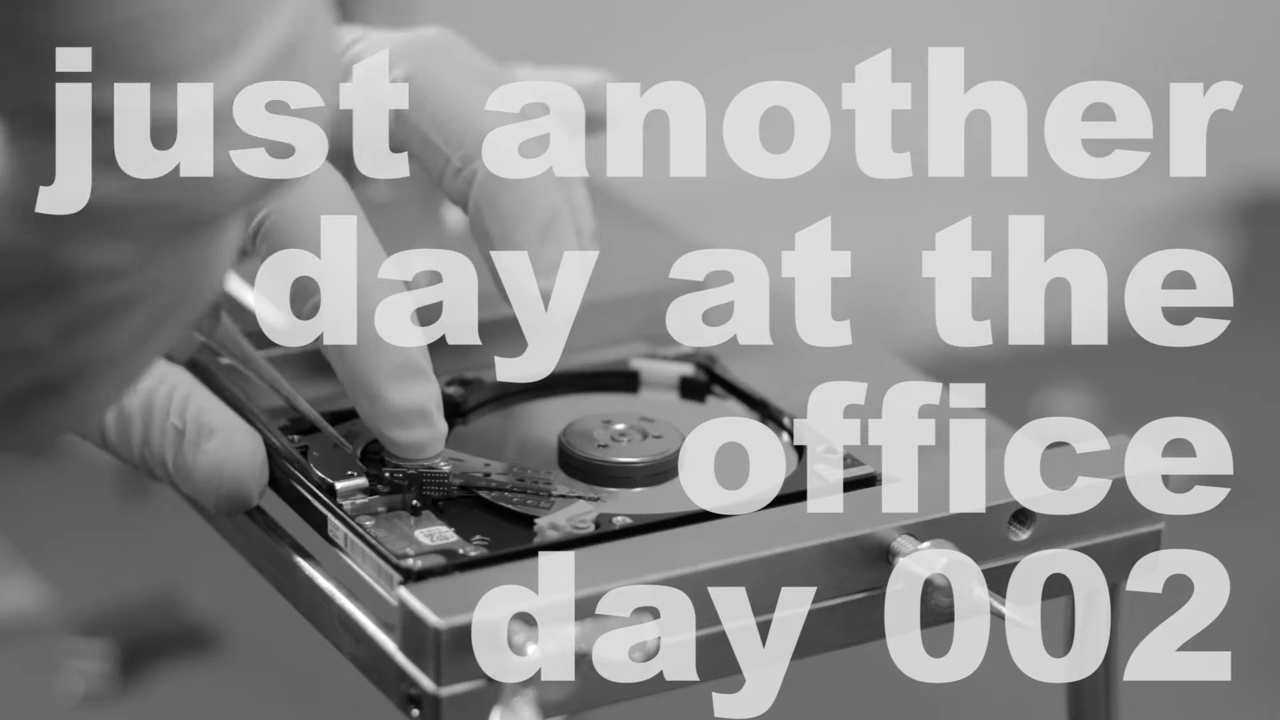 just another
day at the
office
day 002